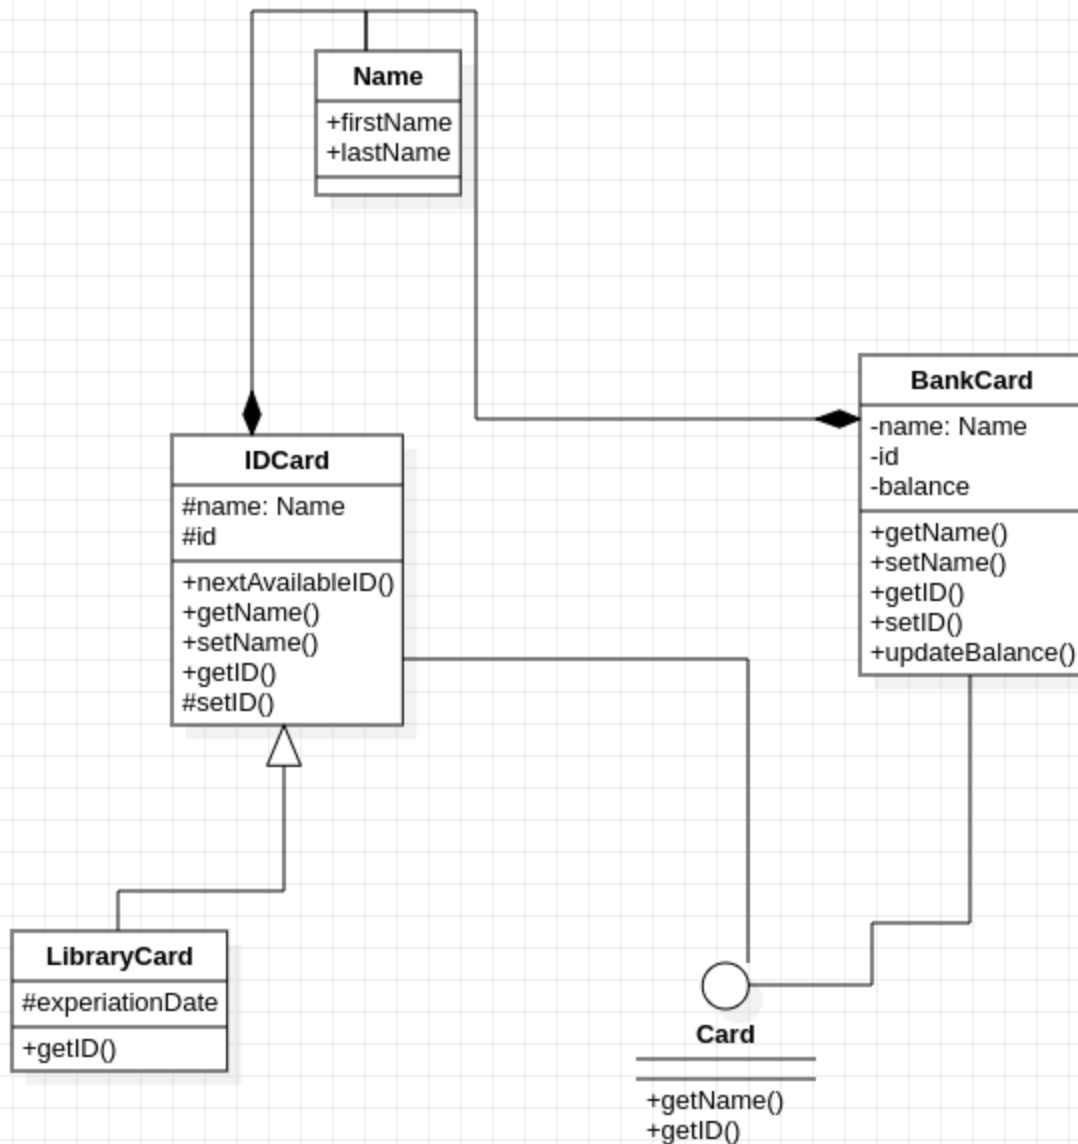 Name
+firstName
+lastName
BankCard
-name: Name
-id
-balance
+getName()
+setName()
+getID()
+setID()
+updateBalance()
IDCard
#name: Name
#id
+nextAvailableID()
+getName()
+setName()
+getID()
#setID()
LibraryCard
#experiationDate
+getID()
Card
+getName()
+getID()